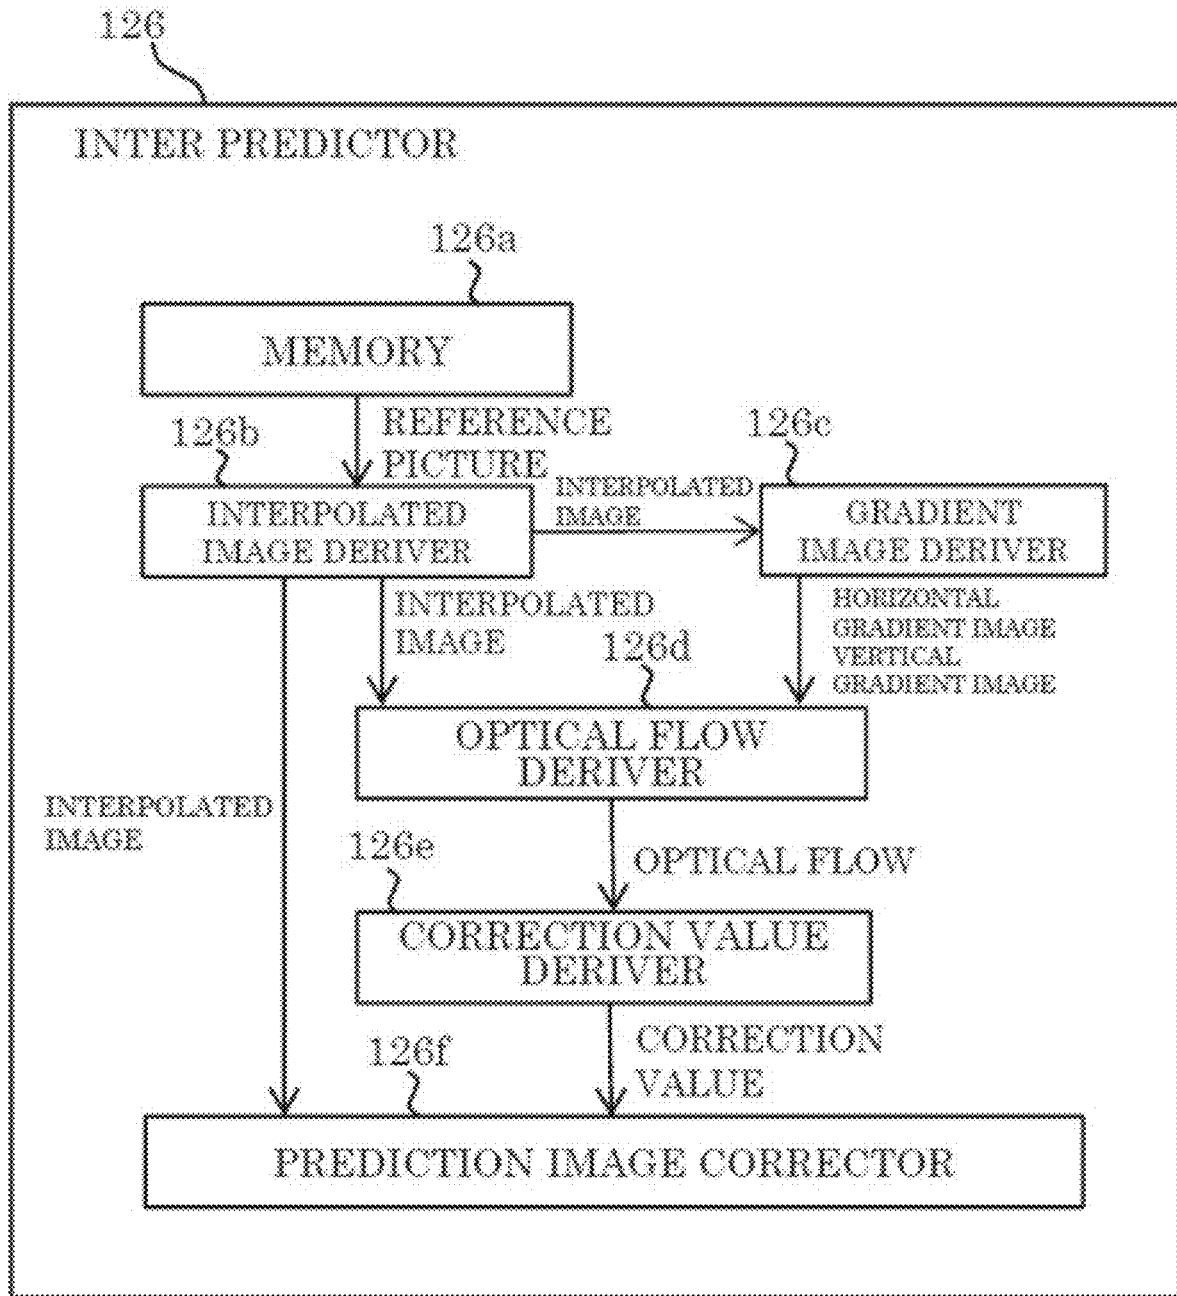 126
INTER PREDICTOR
126a
MEMORY
REFERENCE
PICTURE
126b
126c
INTERPOLATED
IMAGE DERIVER
INTERPOLATED
IMAGE
GRADIENT
IMAGE DERIVER
INTERPOLATED
IMAGE
HORIZONTAL
GRADIENT IMAGE
VERTICAL
GRADIENT IMAGE
126d
OPTICAL FLOW
DERIVER
INTERPOLATED
IMAGE
126e
OPTICAL FLOW
CORRECTION VALUE
DERIVER
126f
CORRECTION
VALUE
PREDICTION IMAGE CORRECTOR